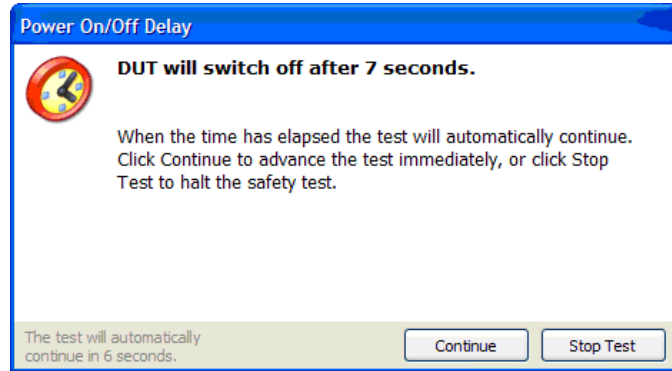 Power On/Off Delay
DUT will switch off after 7 seconds.
When the time has elapsed the test will automatically continue.
Click Continue to advance the test immediately, or click Stop
Test to halt the safety test.
The test will automatically
continue in 6 seconds.
Continue
Stop Test